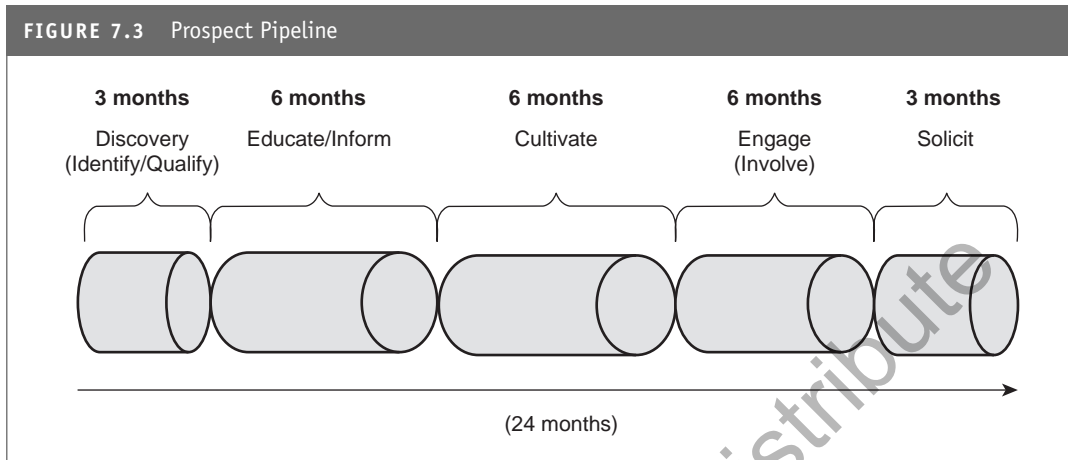 FIGURE 7.3 Prospect Pipeline
3 months
Discovery
(Identify/Qualify)
6 months
Educate/Inform
6 months
Cultivate
6 months
Engage
(Involve)
3 months
Solicit
(24 months)